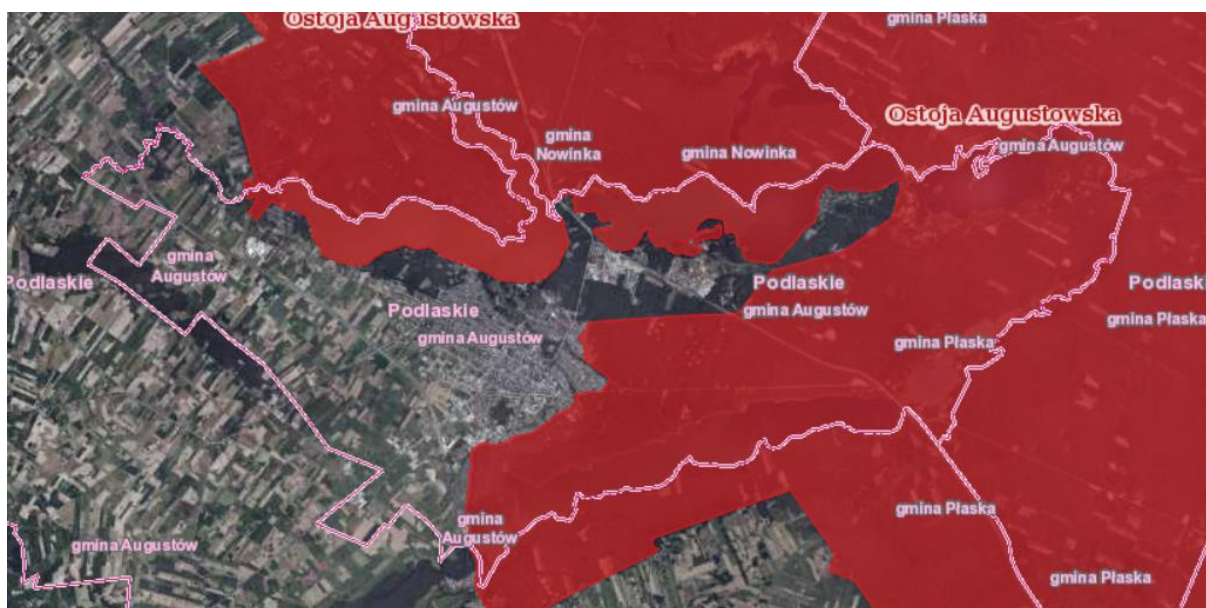 Ostoja Augustowska
gmina Płaska
gmina Augustów
Ostoja Augustowska
gmina
Nowinka
gmina Nowinka
gmina Augustów
gmina
Augustów
Podlaskie
Podlaskie
Podlaski
Podlaskie
gmina Augustów
gmina Płaska
gmina Augustów
gmina Płaska
gmina Płaska
gmina
Augustów
gmina Augustów
gmina Płaska